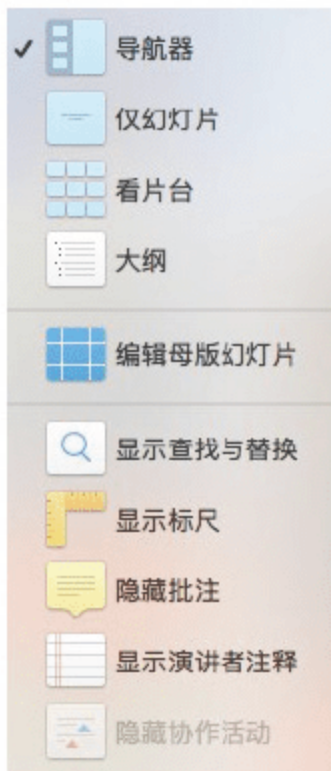 导航器
仅幻灯片
看片台
大纲
编辑母版幻灯片
显示查找与替换
显示标尺
隐藏批注
显示演讲者注释
隐藏协作活动